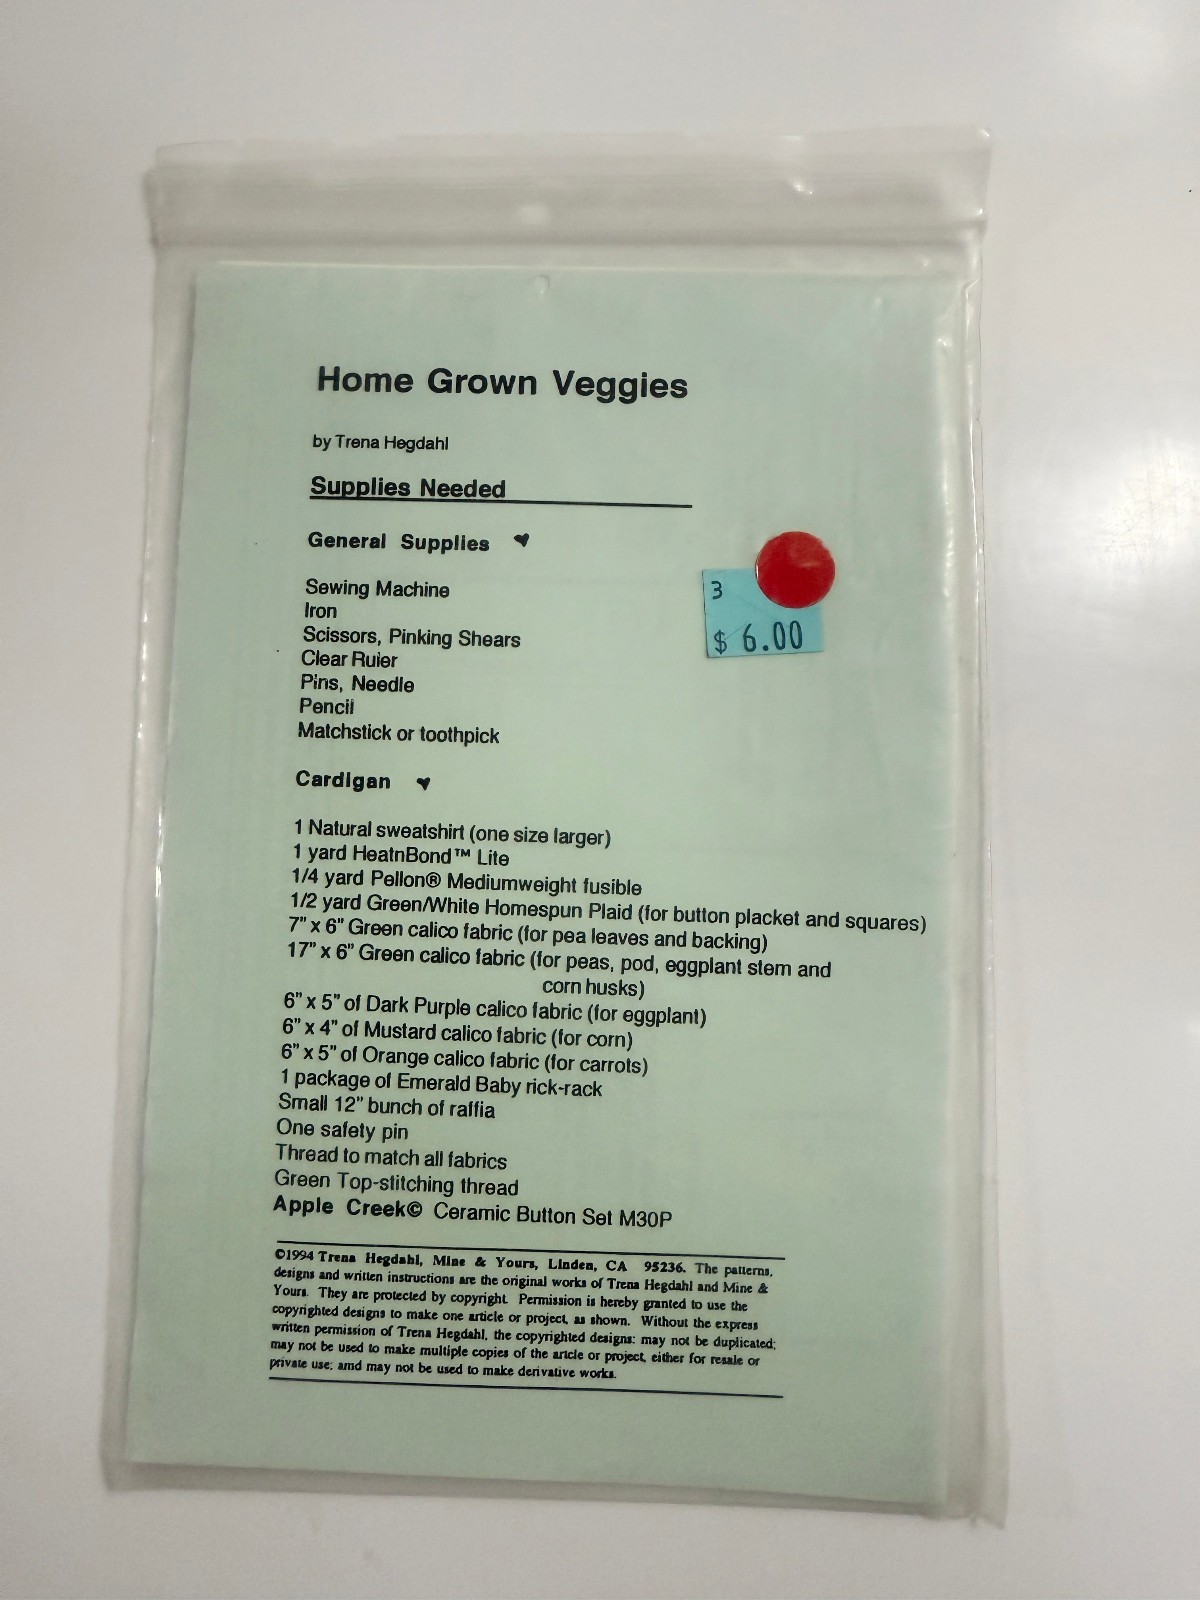 Home Grown Veggies
by Trena Hegdahl
Supplies Needed
General Supplies ♥
3
$ 6.00
Sewing Machine
Iron
Scissors, Pinking Shears
Clear Ruler
Pins, Needle
Pencil
Matchstick or toothpick
Cardigan ♥
1 Natural sweatshirt (one size larger)
1 yard HeatnBond™ Lite
1/4 yard Pellon® Mediumweight fusible
1/2 yard Green/White Homespun Plaid (for button placket and squares)
7" x 6" Green calico fabric (for pea leaves and backing)
17" x 6" Green calico fabric (for peas, pod, eggplant stem and
corn husks)
6" x 5" of Dark Purple calico fabric (for eggplant)
6" x 4" of Mustard calico fabric (for corn)
6" x 5" of Orange calico fabric (for carrots)
1 package of Emerald Baby rick-rack
Small 12" bunch of raffia
One safety pin
Thread to match all fabrics
Green Top-stitching thread
Apple Creek© Ceramic Button Set M30P
©1994 Trena Hegdahl, Mine & Yours, Linden, CA 95236. The patterns,
designs and written instructions are the original works of Trena Hegdahl and Mine &
Yours. They are protected by copyright. Permission is hereby granted to use the
copyrighted designs to make one article or project, as shown. Without the express
written permission of Trena Hegdahl, the copyrighted designs: may not be duplicated;
may not be used to make multiple copies of the article or project, either for resale or
private use; amd may not be used to make derivative works.